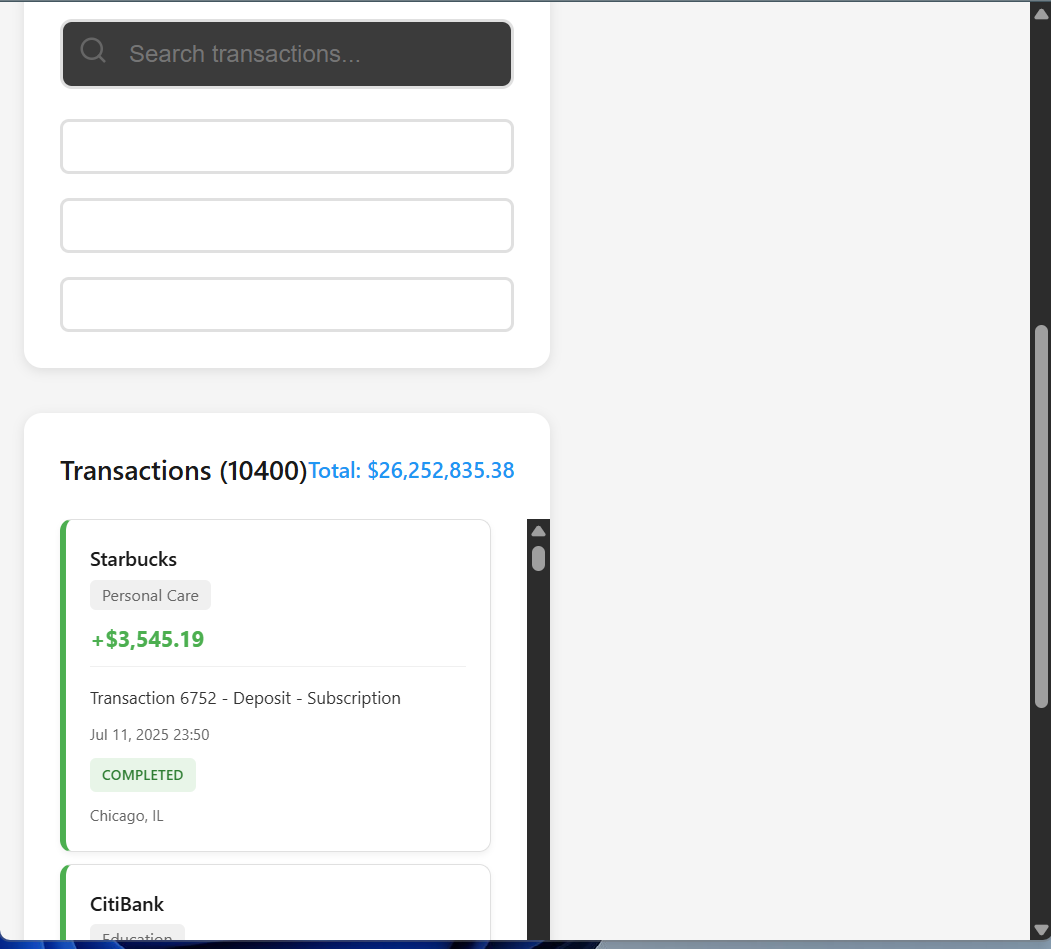 Search transactions...
Transactions (10400) Total: $26,252,835.38
Starbucks
Personal Care
+$3,545.19
Transaction 6752 - Deposit - Subscription
Jul 11, 2025 23:50
COMPLETED
Chicago, IL
CitiBank
Education